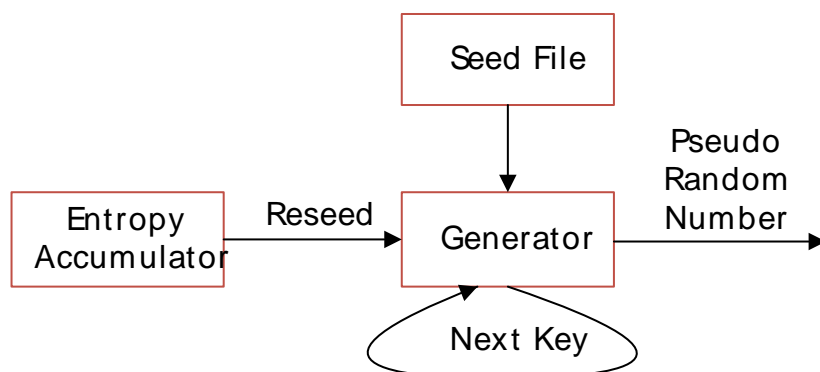 Seed File
Pseudo
Random
Number
Entropy
Accumulator
Reseed
Generator
Next Key